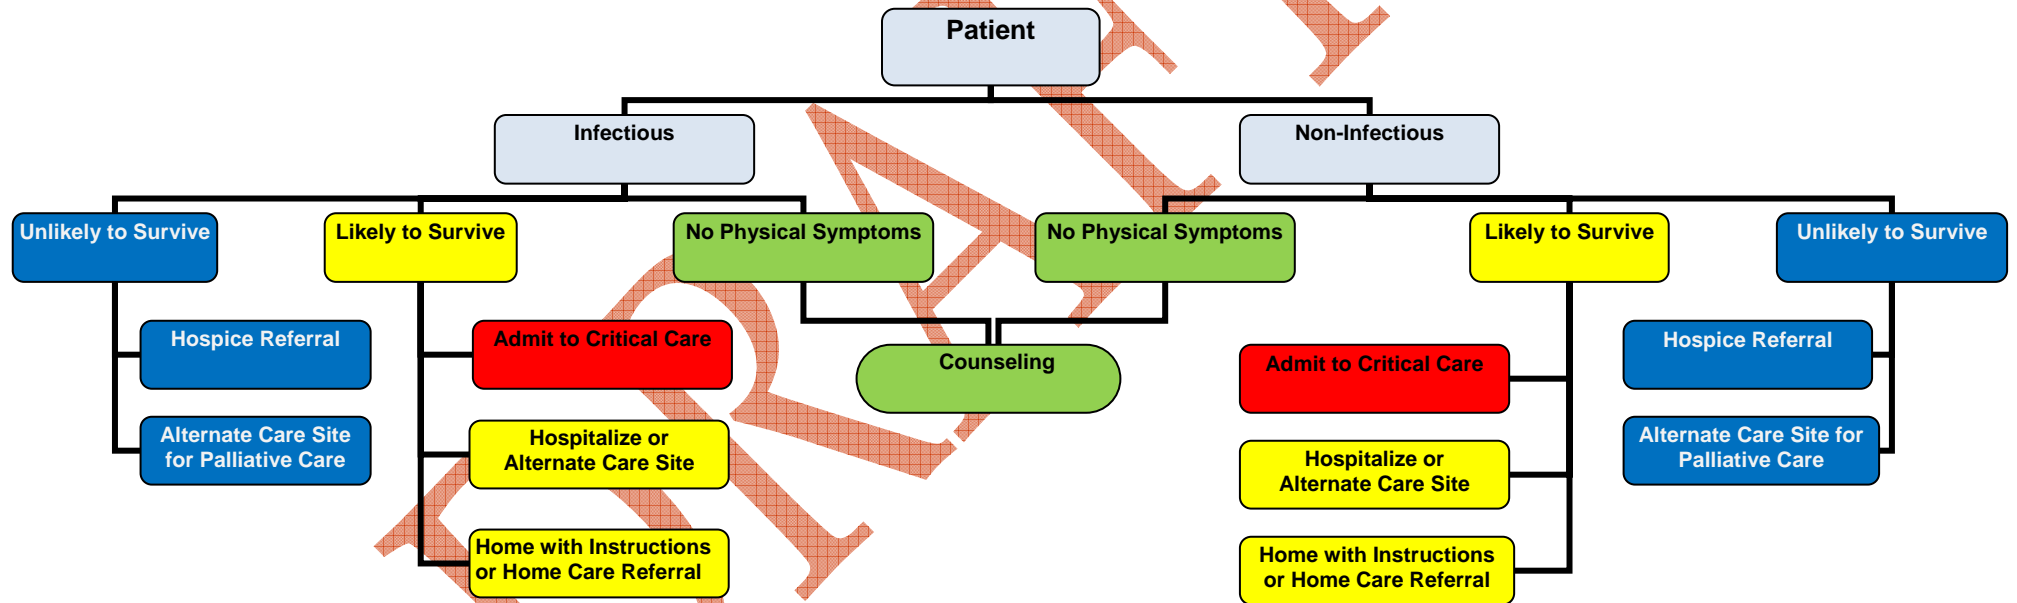 Patient
Infectious
Non-Infectious
Unlikely to Survive
Likely to Survive
No Physical Symptoms
No Physical Symptoms
Likely to Survive
Unlikely to Survive
Hospice Referral
Admit to Critical Care
Counseling
Admit to Critical Care
Hospice Referral
Alternate Care Site
for Palliative Care
Hospitalize or
Alternate Care Site
Hospitalize or
Alternate Care Site
Alternate Care Site for
Palliative Care
Home with Instructions
or Home Care Referral
Home with Instructions
or Home Care Referral
DRAFT